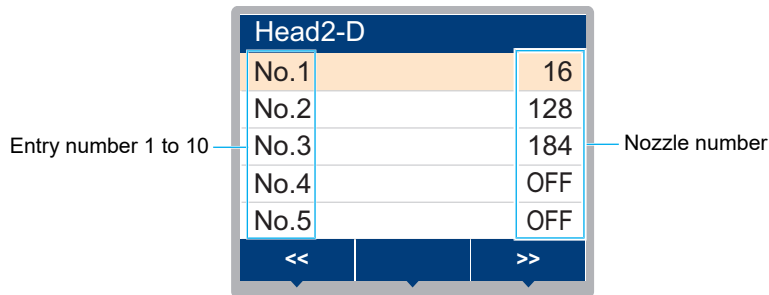 Head2-D
No.1 16
No.2 128
Entry number 1 to 10 No.3 184 Nozzle number
No.4 OFF
No.5 OFF
<< >>